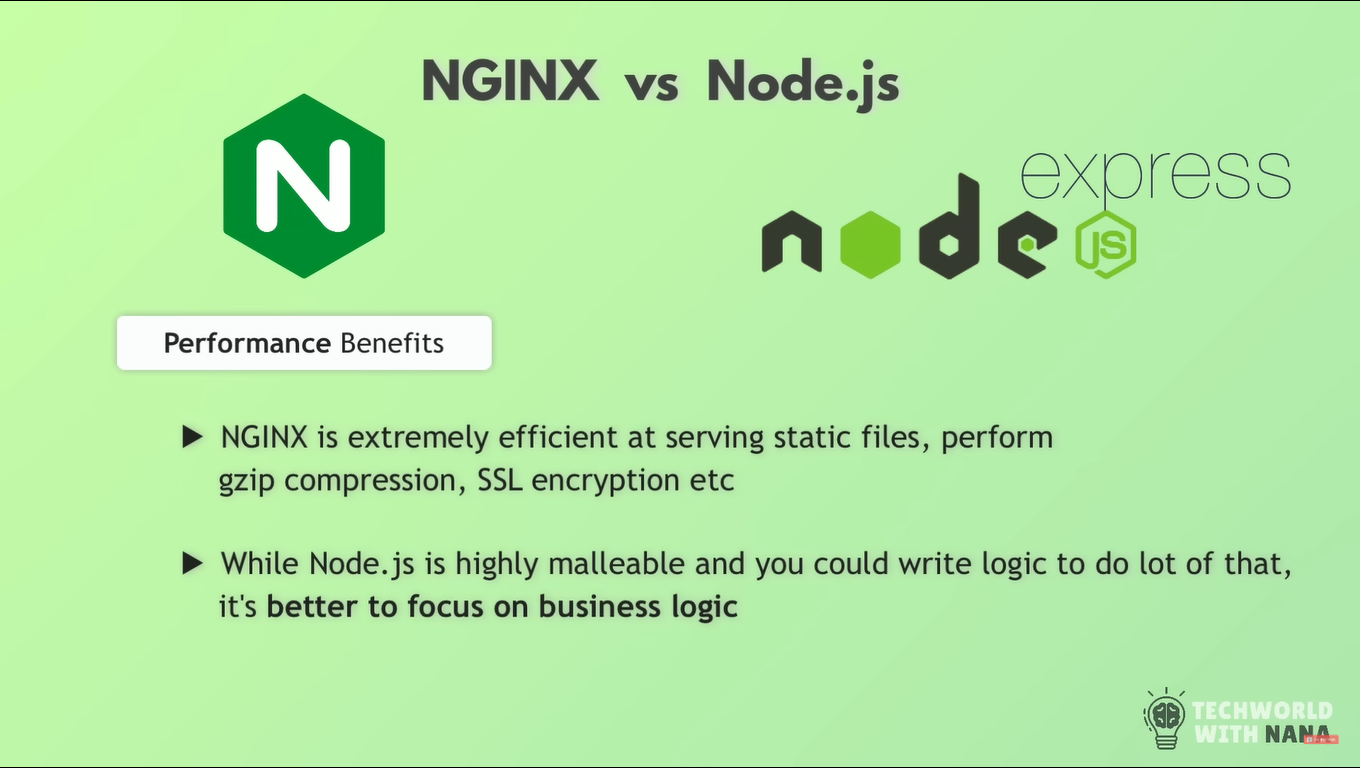 NGINX vs Node.js
N
express
node JS
Performance Benefits
NGINX is extremely efficient at serving static files, perform
gzip compression, SSL encryption etc
While Node.js is highly malleable and you could write logic to do lot of that,
it's better to focus on business logic
TECHWORLD
WITH NANA